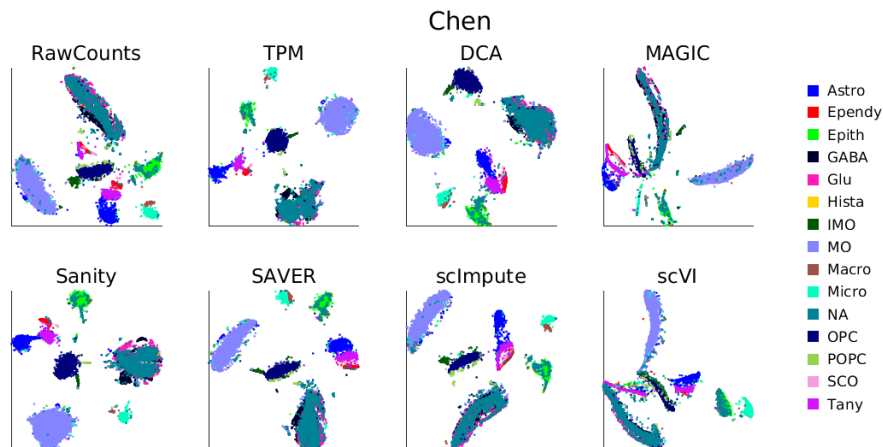 Chen
RawCounts TPM DCA MAGIC
Sanity SAVER scImpute scVI
Astro
Ependy
Epith
GABA
Glu
Hista
IMO
MO
Macro
Micro
NA
OPC
POPC
SCO
Tany